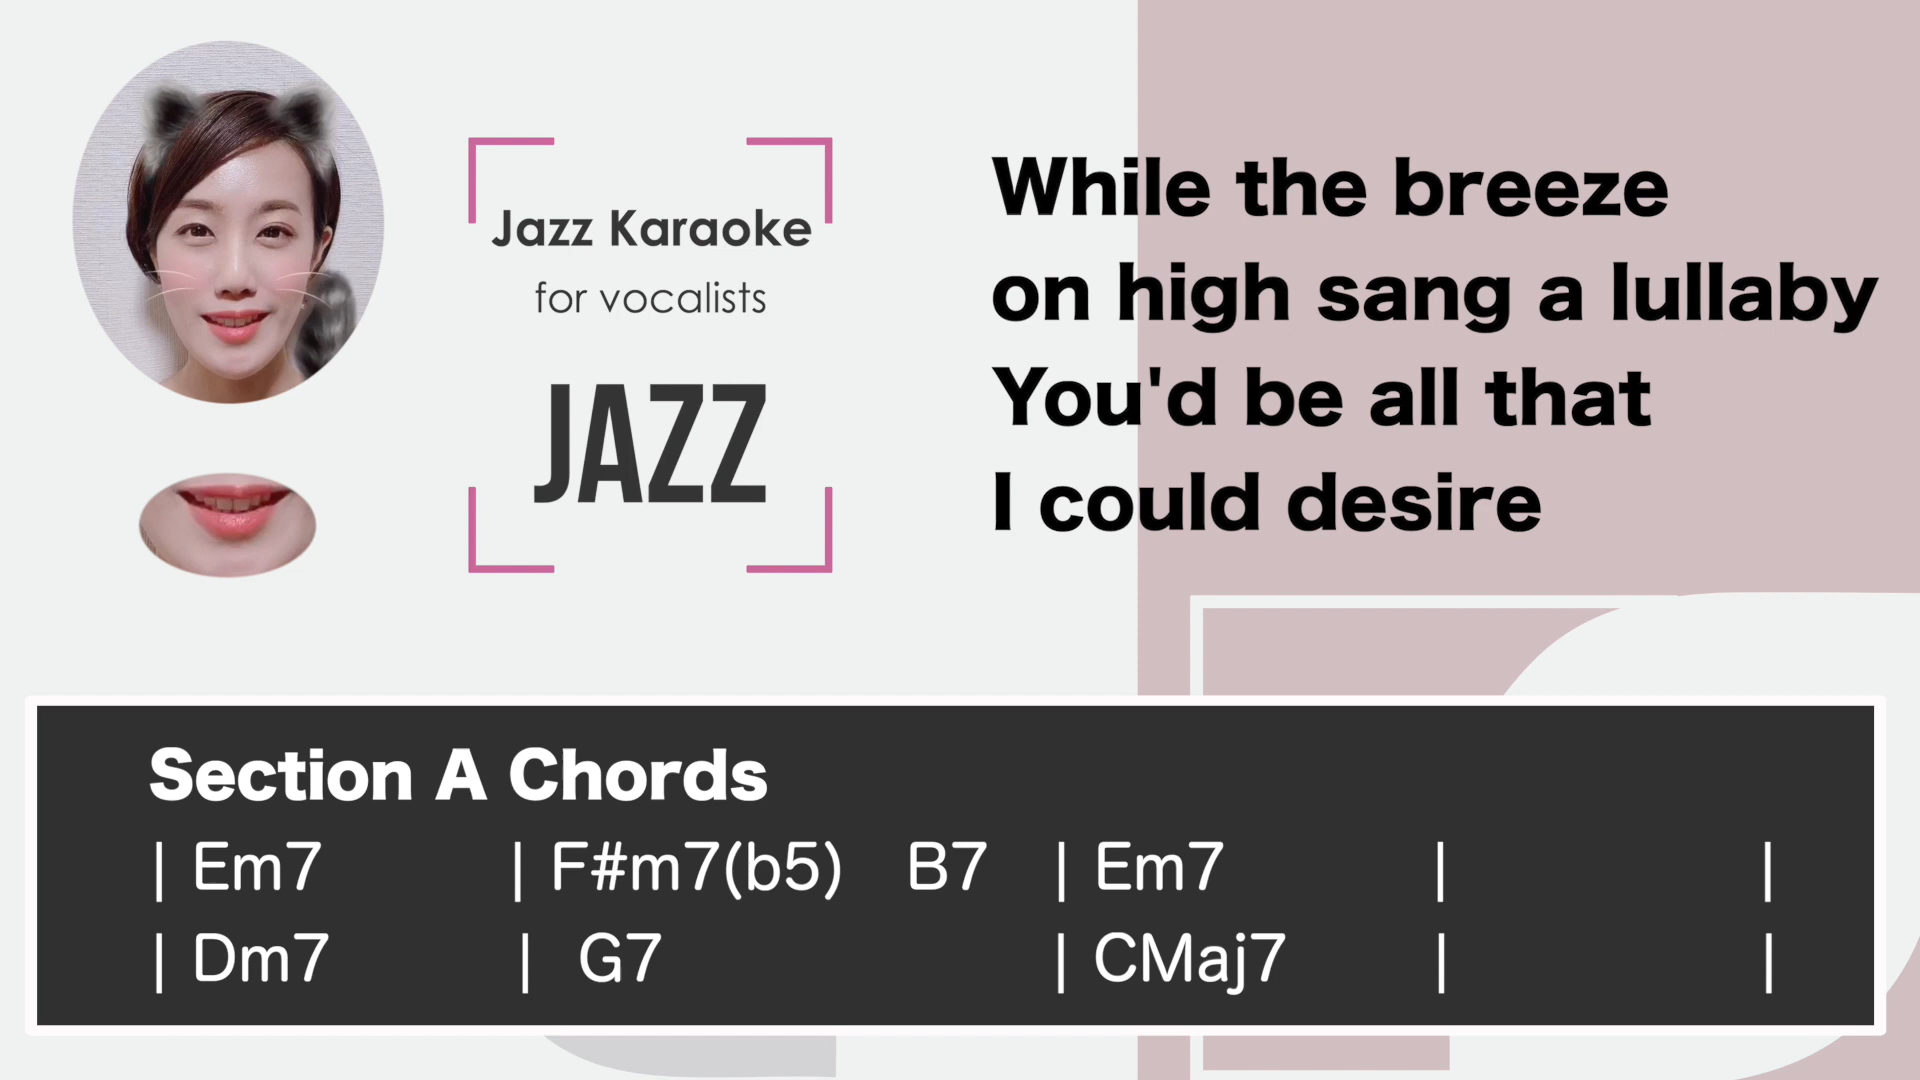 Jazz Karaoke
for vocalists
JAZZ
While the breeze
on high sang a lullaby
You'd be all that
I could desire
Section A Chords
| Em7 | F#m7(b5) B7 | Em7 | |
| Dm7 | G7 | CMaj7 | |